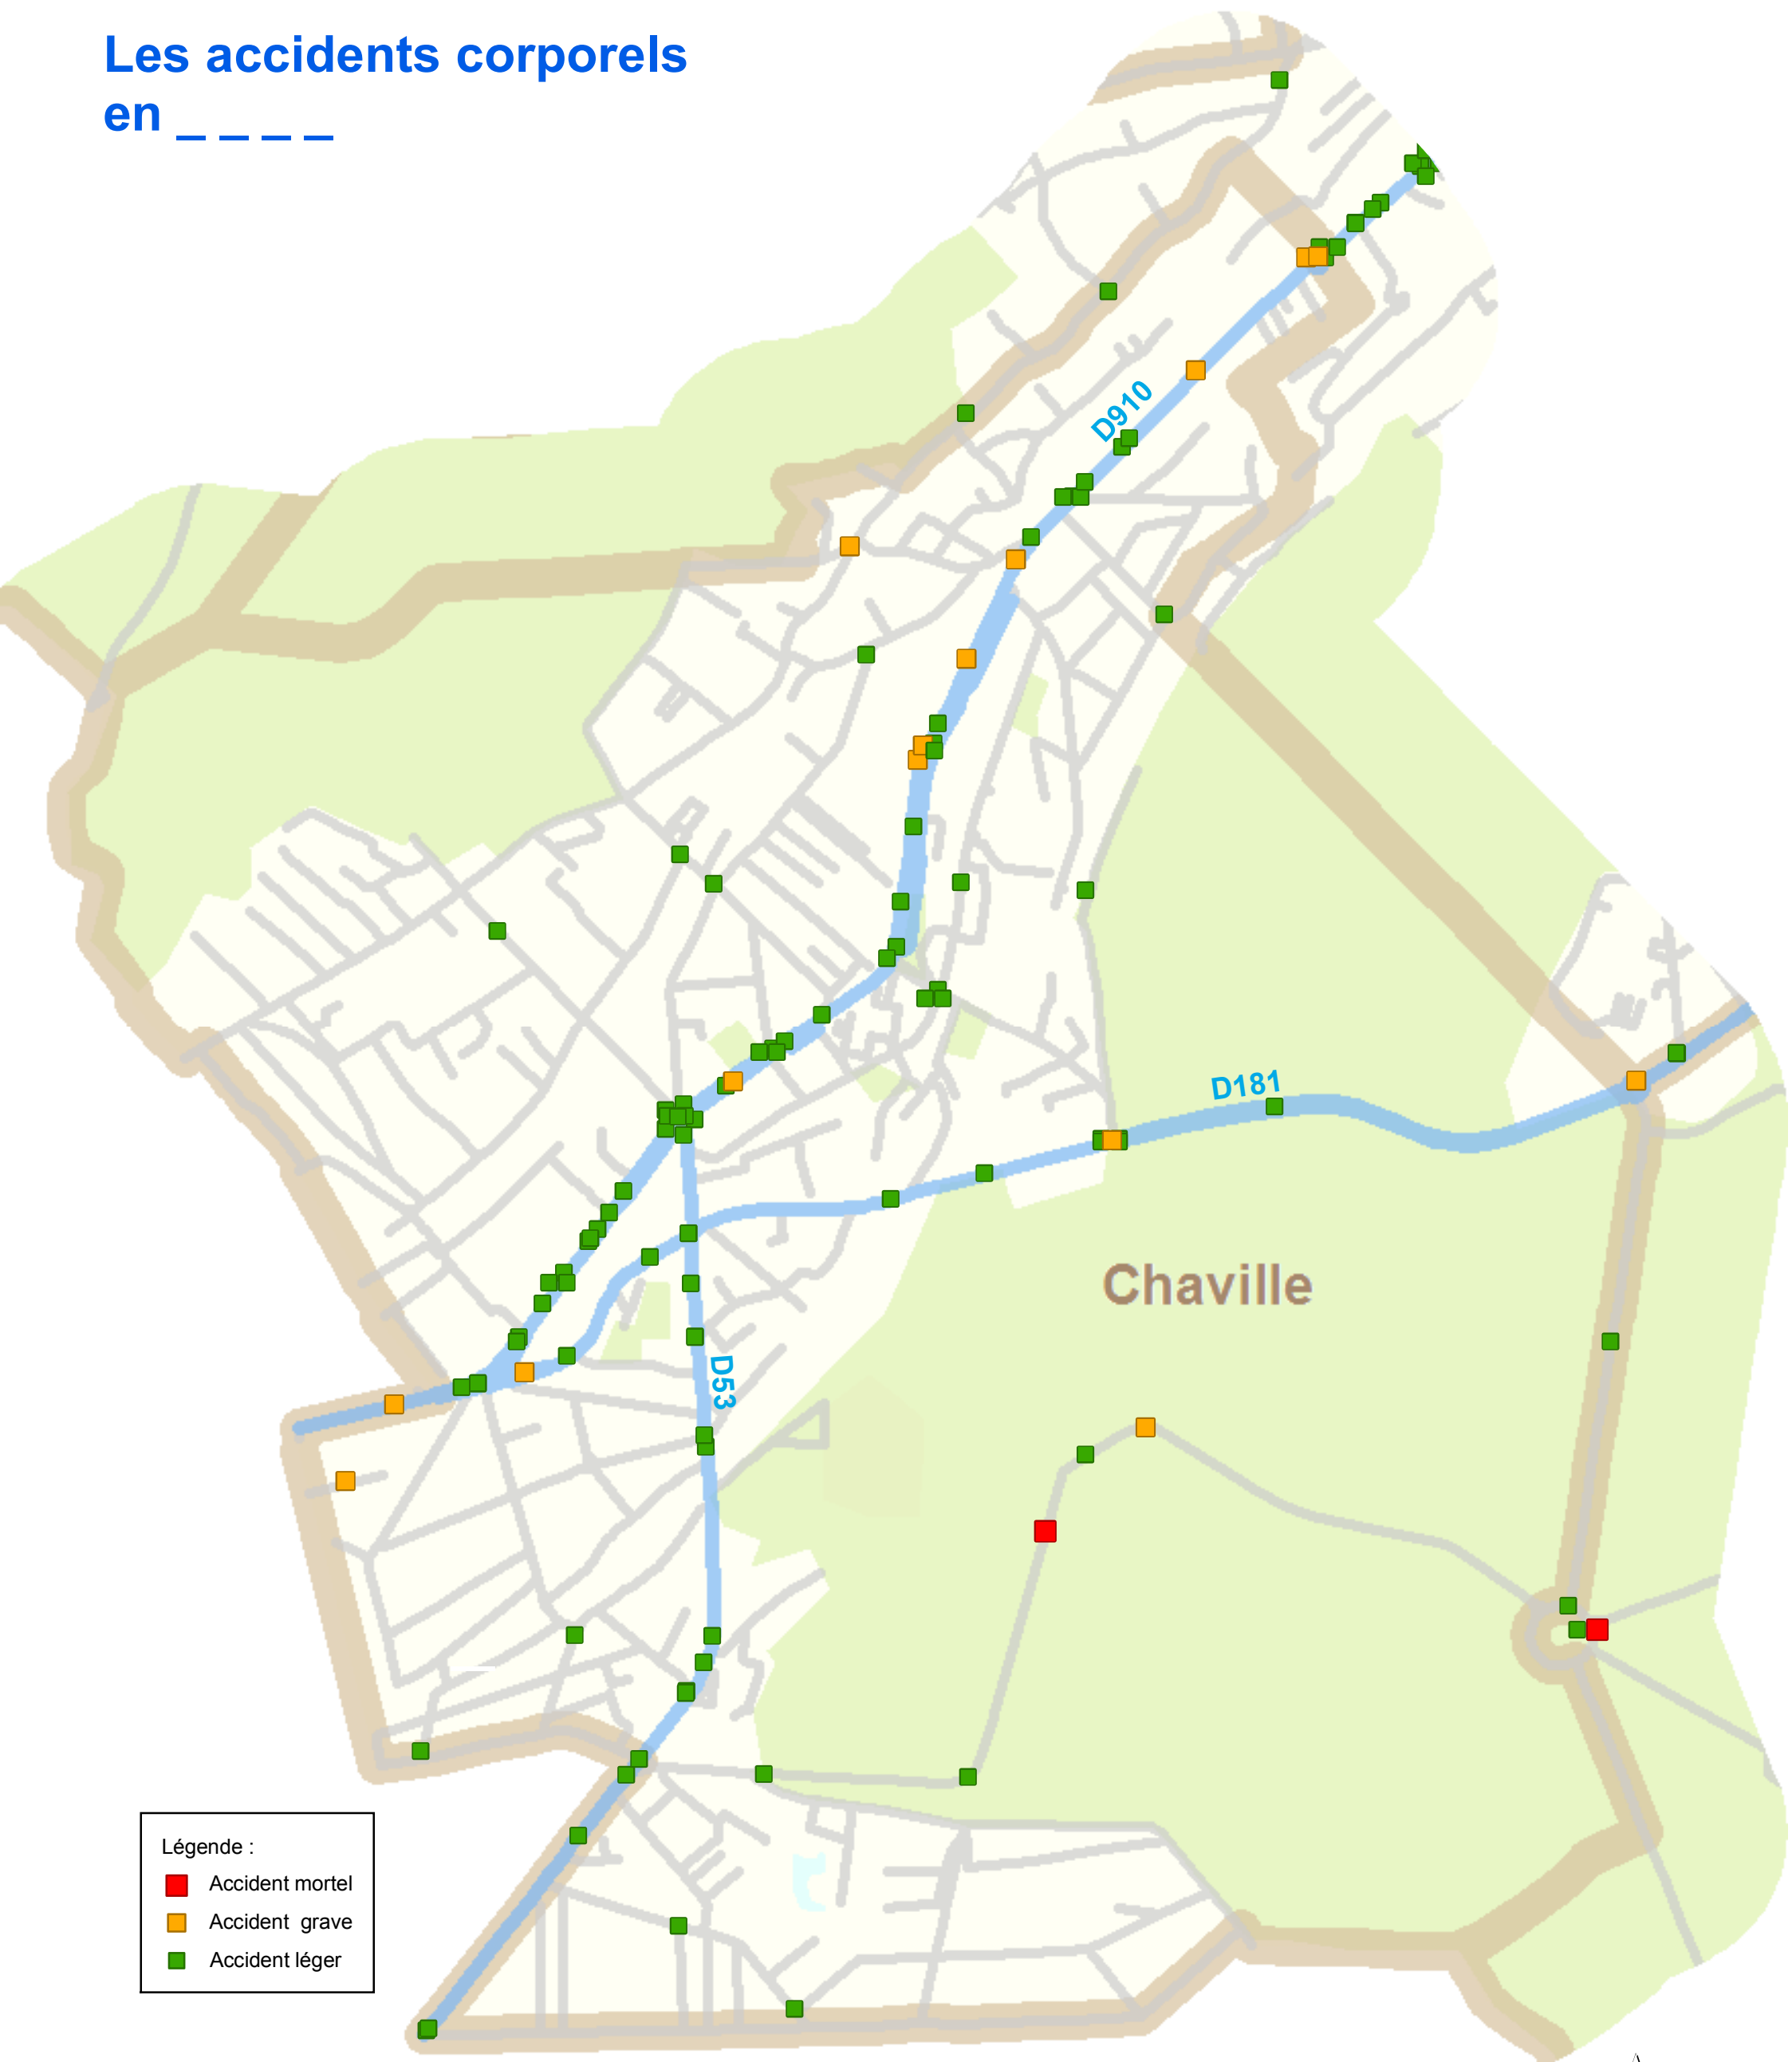 Les accidents corporels
en _ _ _ _
D910
D181
Chaville
D53
Légende :
Accident mortel
Accident grave
Accident léger